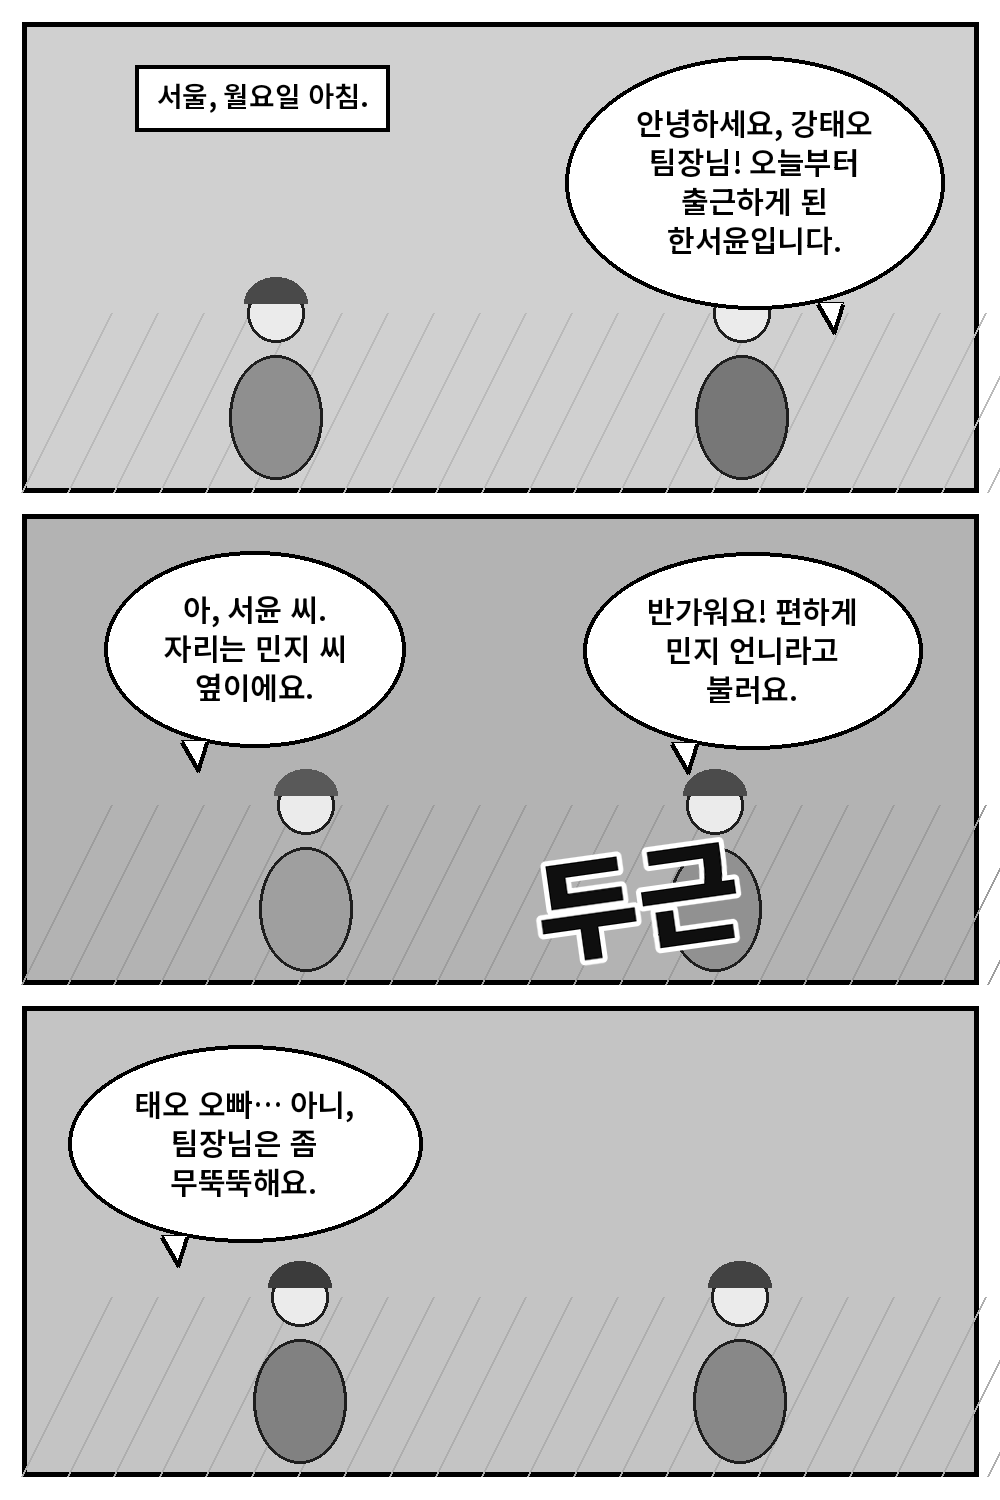 서울, 월요일 아침.
안녕하세요, 강태오
팀장님! 오늘부터
출근하게 된
한서윤입니다.
아, 서윤 씨.
자리는 민지 씨
옆이에요.
반가워요! 편하게
민지 언니라고
불러요.
두근
태오 오빠… 아니,
팀장님은 좀
무뚝뚝해요.